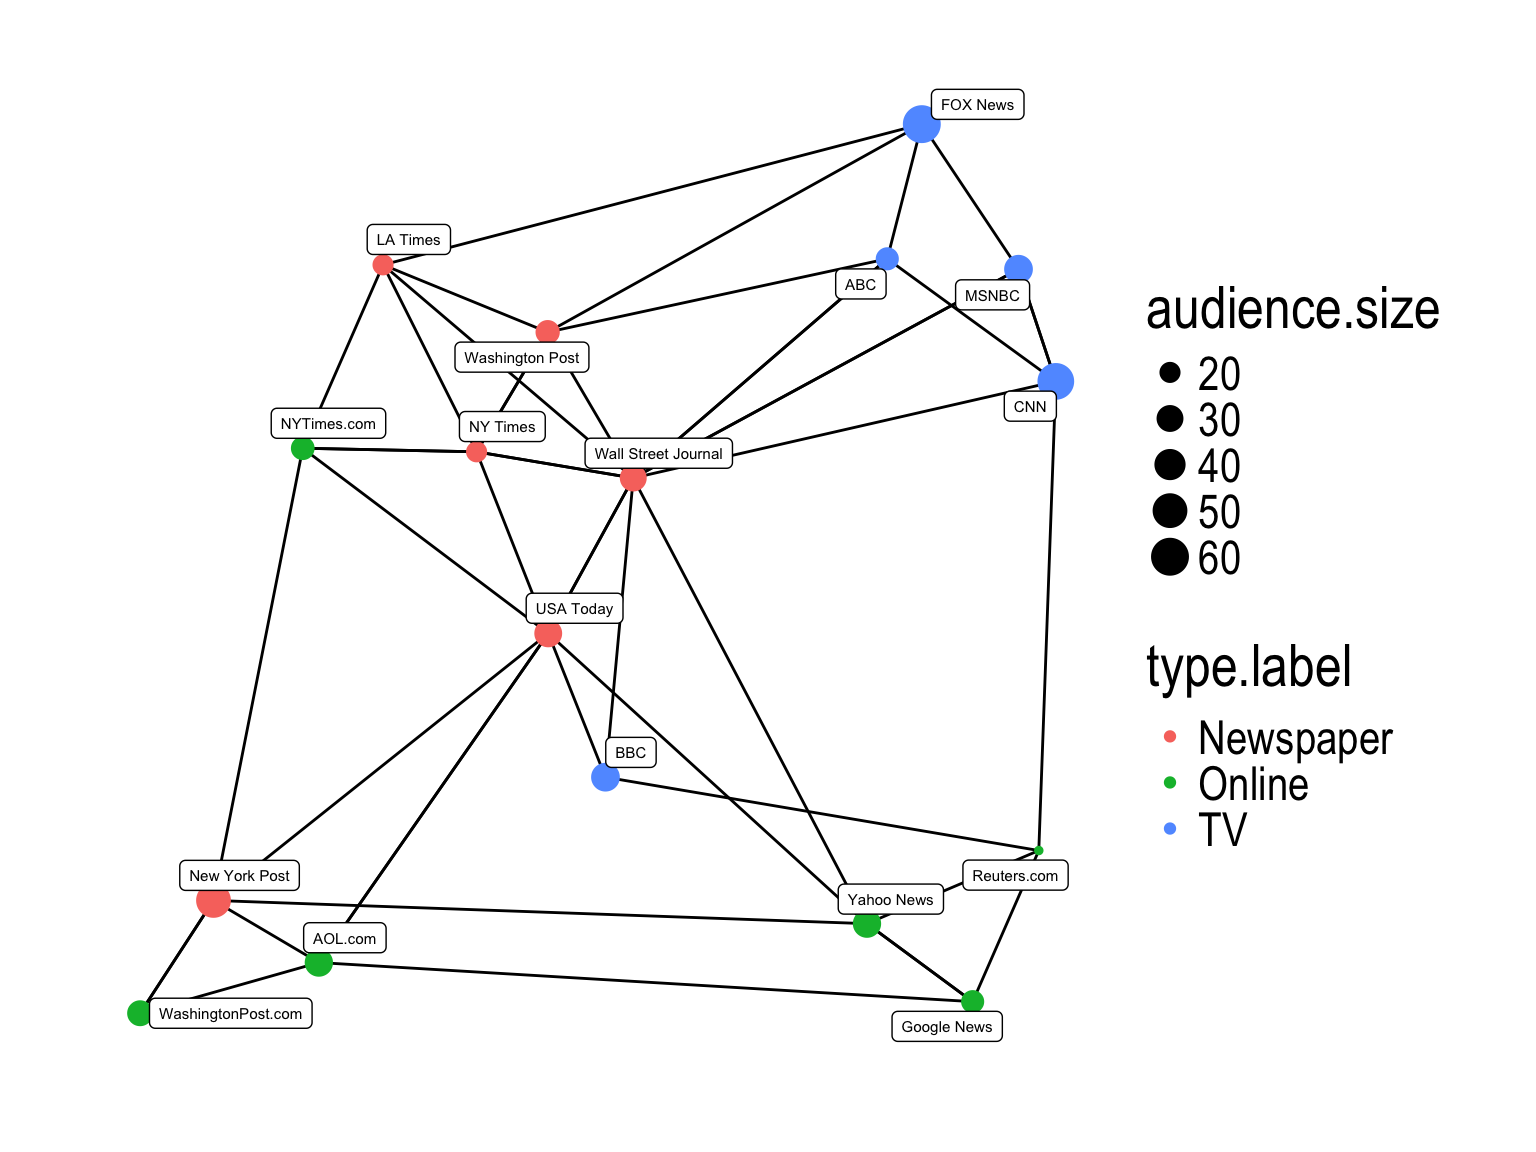 FOX News
LA Times
ABC
MSNBC
Washington Post
CNN
NYTimes.com
NY Times
Wall Street Journal
USA Today
BBC
New York Post
Reuters.com
Yahoo News
AOL.com
WashingtonPost.com
Google News
audience.size
20
30
40
50
60
type.label
Newspaper
Online
TV